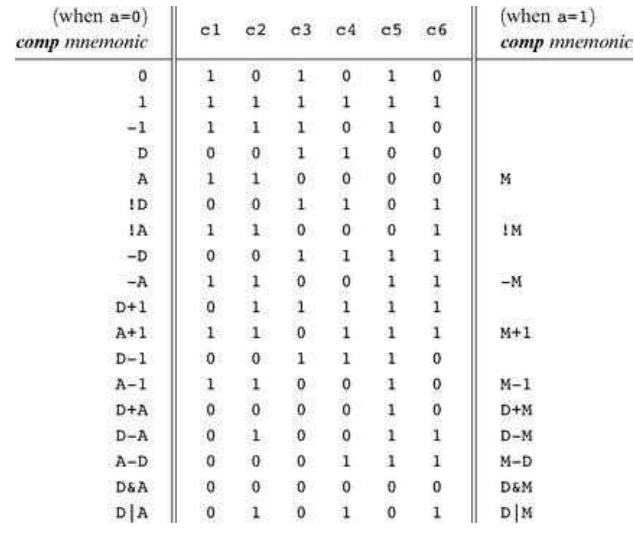 (when a=0) comp mnemonic c1 c2 c3 c4 c5 c6 (when a=1) comp mnemonic
0 1 0 1 0 1 0
1 1 1 1 1 1 1
-1 1 1 1 0 1 0
D 0 0 1 1 0 0
A 1 1 0 0 0 0 M
!D 0 0 1 1 0 1
!A 1 1 0 0 0 1 !M
-D 0 0 1 1 1 1
-A 1 1 0 0 1 1 -M
D+1 0 1 1 1 1 1
A+1 1 1 0 1 1 1 M+1
D-1 0 0 1 1 1 0
A-1 1 1 0 0 1 0 M-1
D+A 0 0 0 0 1 0 D+M
D-A 0 1 0 0 1 1 D-M
A-D 0 0 0 1 1 1 M-D
D&A 0 0 0 0 0 0 D&M
D|A 0 1 0 1 0 1 D|M